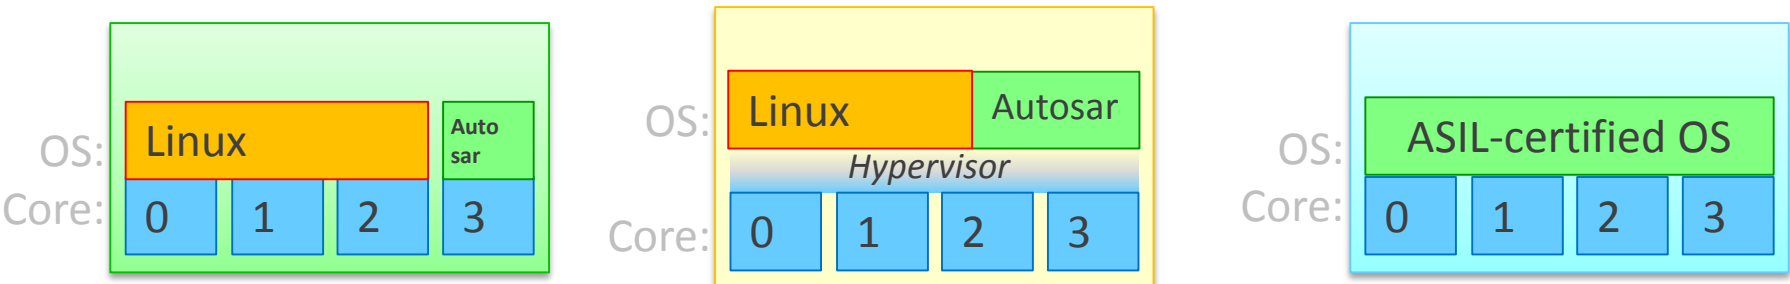 OS:
Linux
Auto
sar
Core:
0 1 2 3
OS:
Linux Autosar
Hypervisor
Core:
0 1 2 3
OS:
ASIL-certified OS
Core:
0 1 2 3